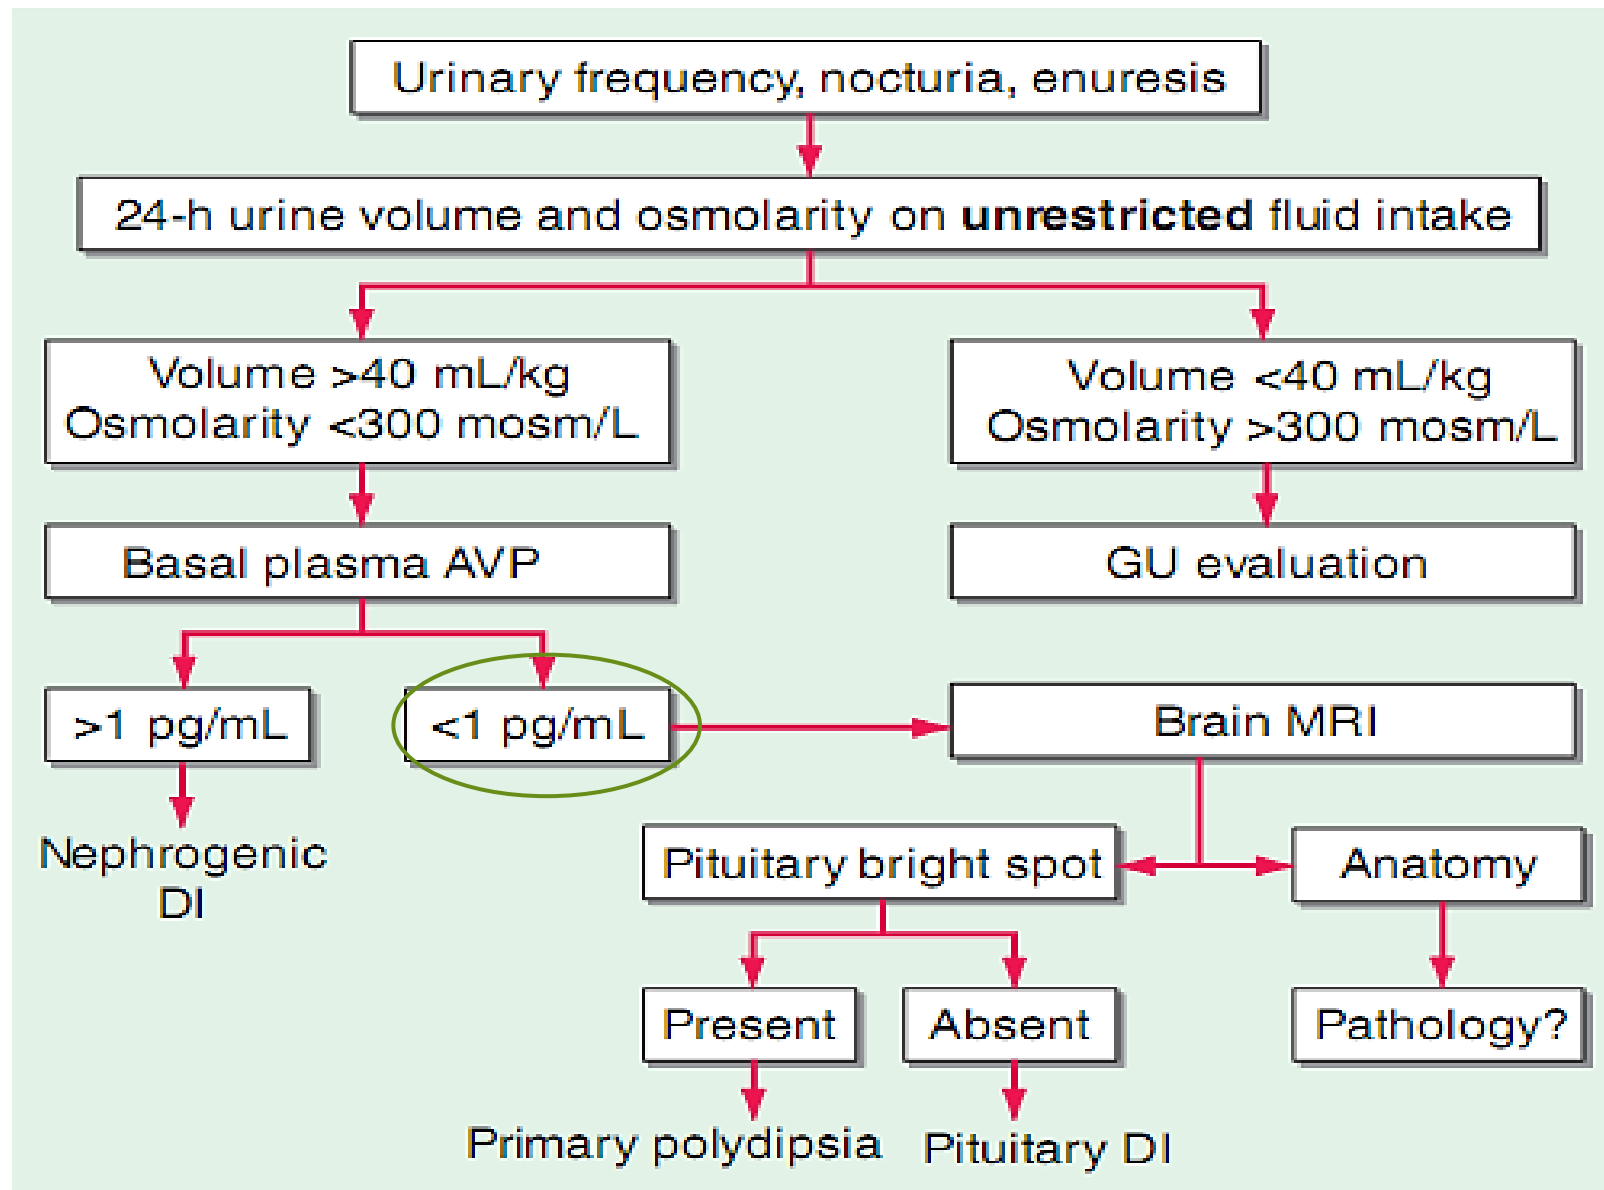 Urinary frequency, nocturia, enuresis
24-h urine volume and osmolarity on unrestricted fluid intake
Volume >40 mL/kg
Osmolarity <300 mosm/L
Volume <40 mL/kg
Osmolarity >300 mosm/L
Basal plasma AVP
GU evaluation
>1 pg/mL
<1 pg/mL
Brain MRI
Nephrogenic
DI
Pituitary bright spot
Anatomy
Present
Absent
Pathology?
Primary polydipsia
Pituitary DI